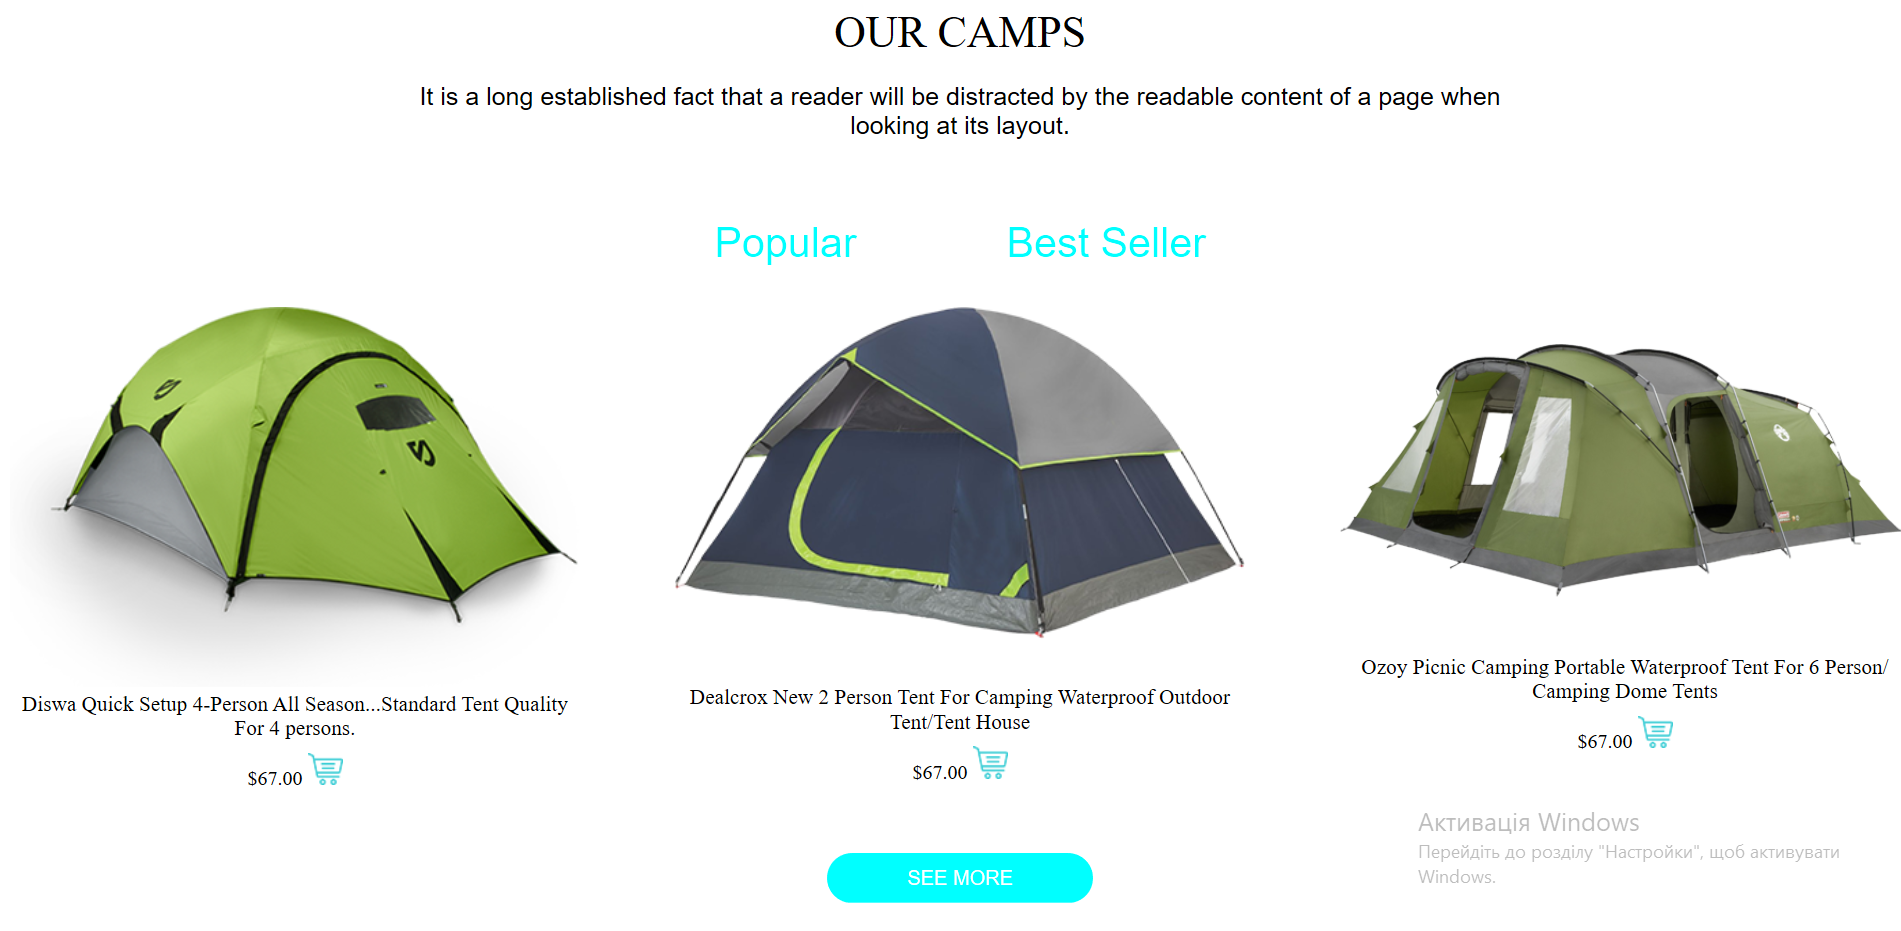 OUR CAMPS
It is a long established fact that a reader will be distracted by the readable content of a page when
looking at its layout.
Popular
Best Seller
Diswa Quick Setup 4-Person All Season...Standard Tent Quality
For 4 persons.
$67.00
Dealcrox New 2 Person Tent For Camping Waterproof Outdoor
Tent/Tent House
$67.00
Ozoy Picnic Camping Portable Waterproof Tent For 6 Person/
Camping Dome Tents
$67.00
SEE MORE
Активація Windows
Перейдіть до розділу "Настройки", щоб активувати
Windows.